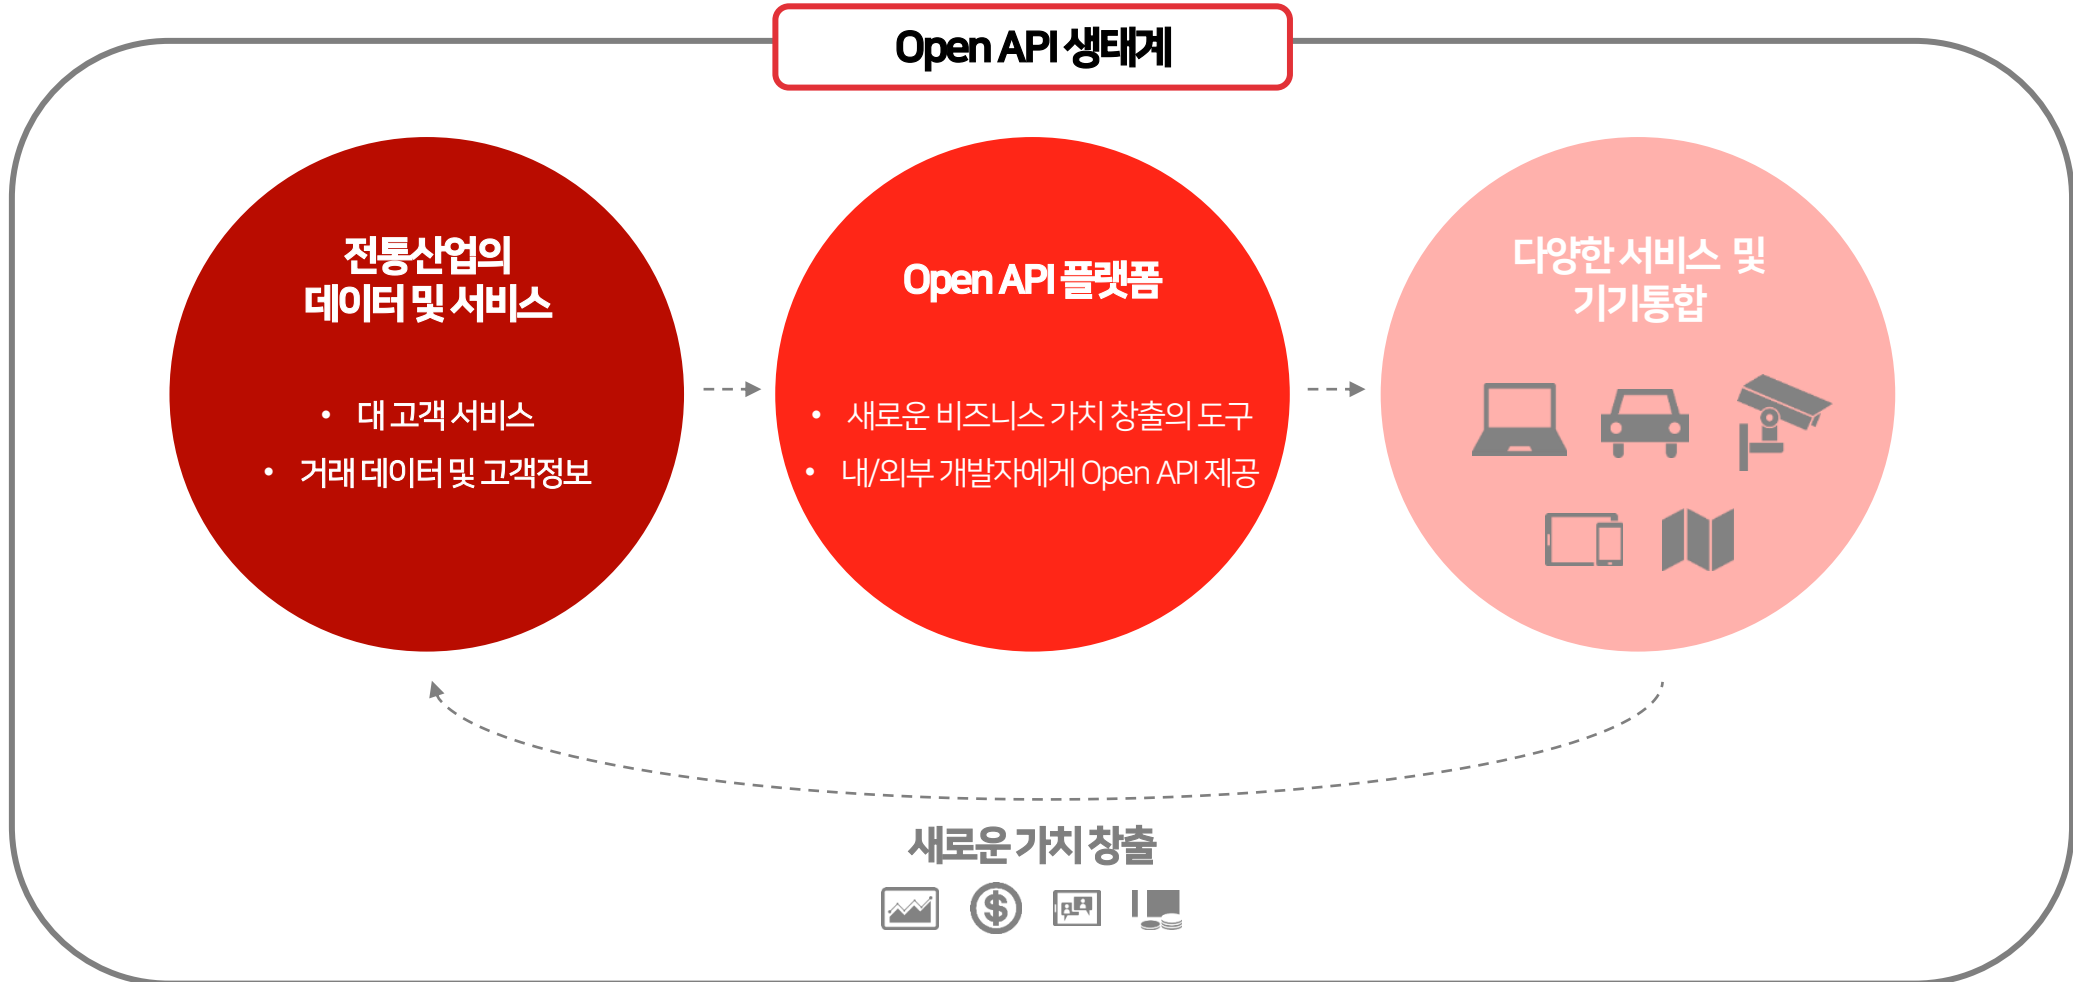 Open API 생태계
전통산업의
데이터 및 서비스
• 대 고객 서비스
• 거래 데이터 및 고객정보
Open API 플랫폼
• 새로운 비즈니스 가치 창출의 도구
• 내/외부 개발자에게 Open API 제공
다양한 서비스 및
기기통합
새로운 가치 창출